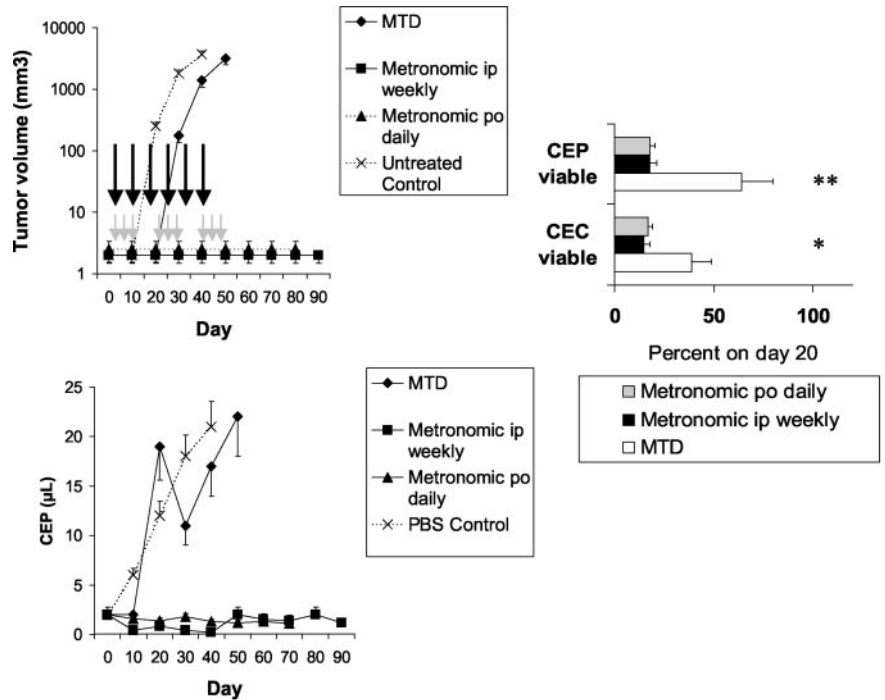 Tumor volume (mm3)
10000
1000
100
10
1
0 10 20 30 40 50 60 70 80 90
Day
MTD
Metronomic ip
weekly
Metronomic po
daily
Untreated
Control
CEP
viable
**
CEC
viable
*
0 50 100
Percent on day 20
Metronomic po daily
Metronomic ip weekly
MTD
CEP (µL)
25
20
15
10
5
0
0 10 20 30 40 50 60 70 80 90
Day
MTD
Metronomic ip
weekly
Metronomic po
daily
PBS Control